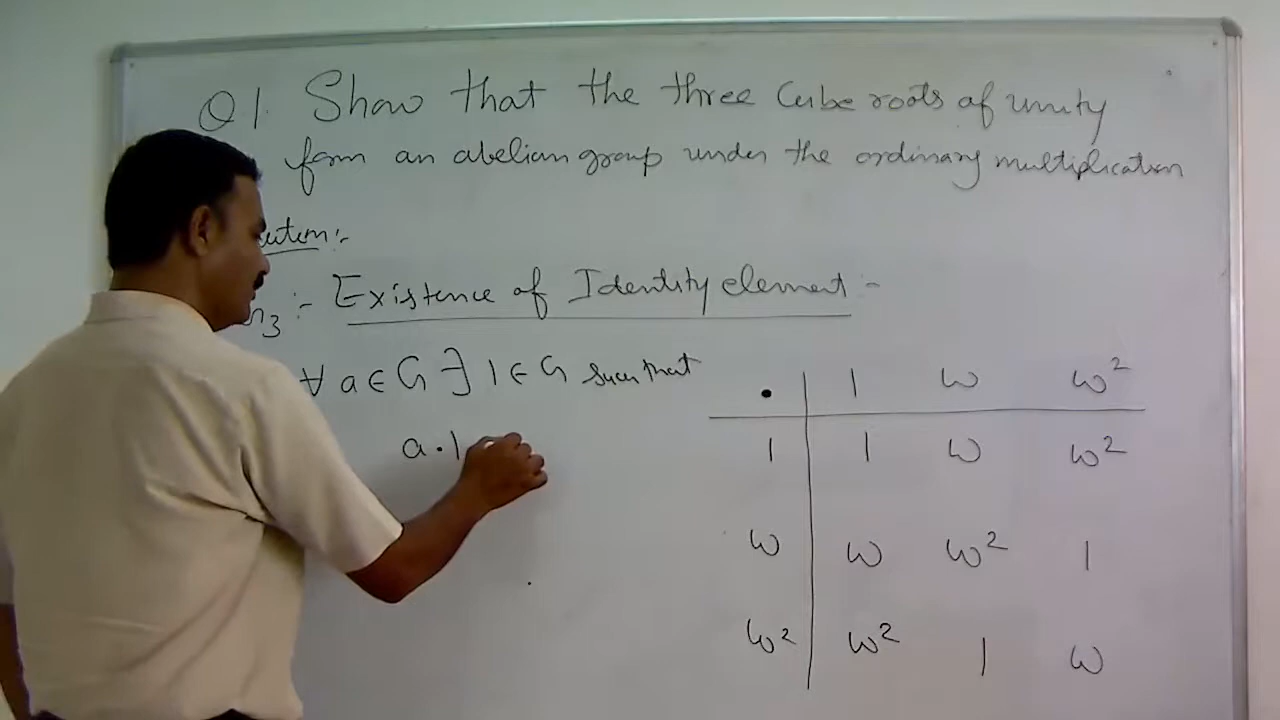 Q1. Show that the three Cube roots of unity
form an abelian group under the ordinary multiplication
:- Existence of Identity element :-
∀ a ∈ G ∃ 1 ∈ G such that
a · 1
• | 1 ω ω²
1 | 1 ω ω²
ω | ω ω² 1
ω² | ω² 1 ω